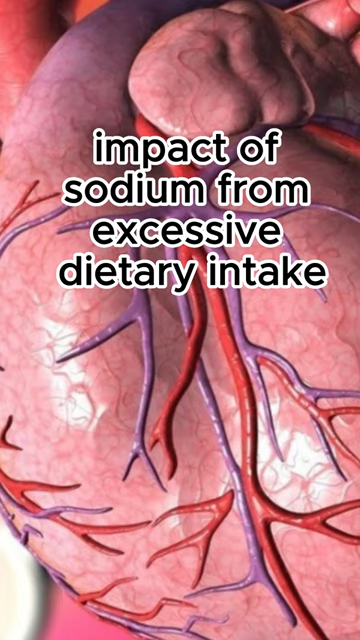 impact of
sodium from
excessive
dietary intake